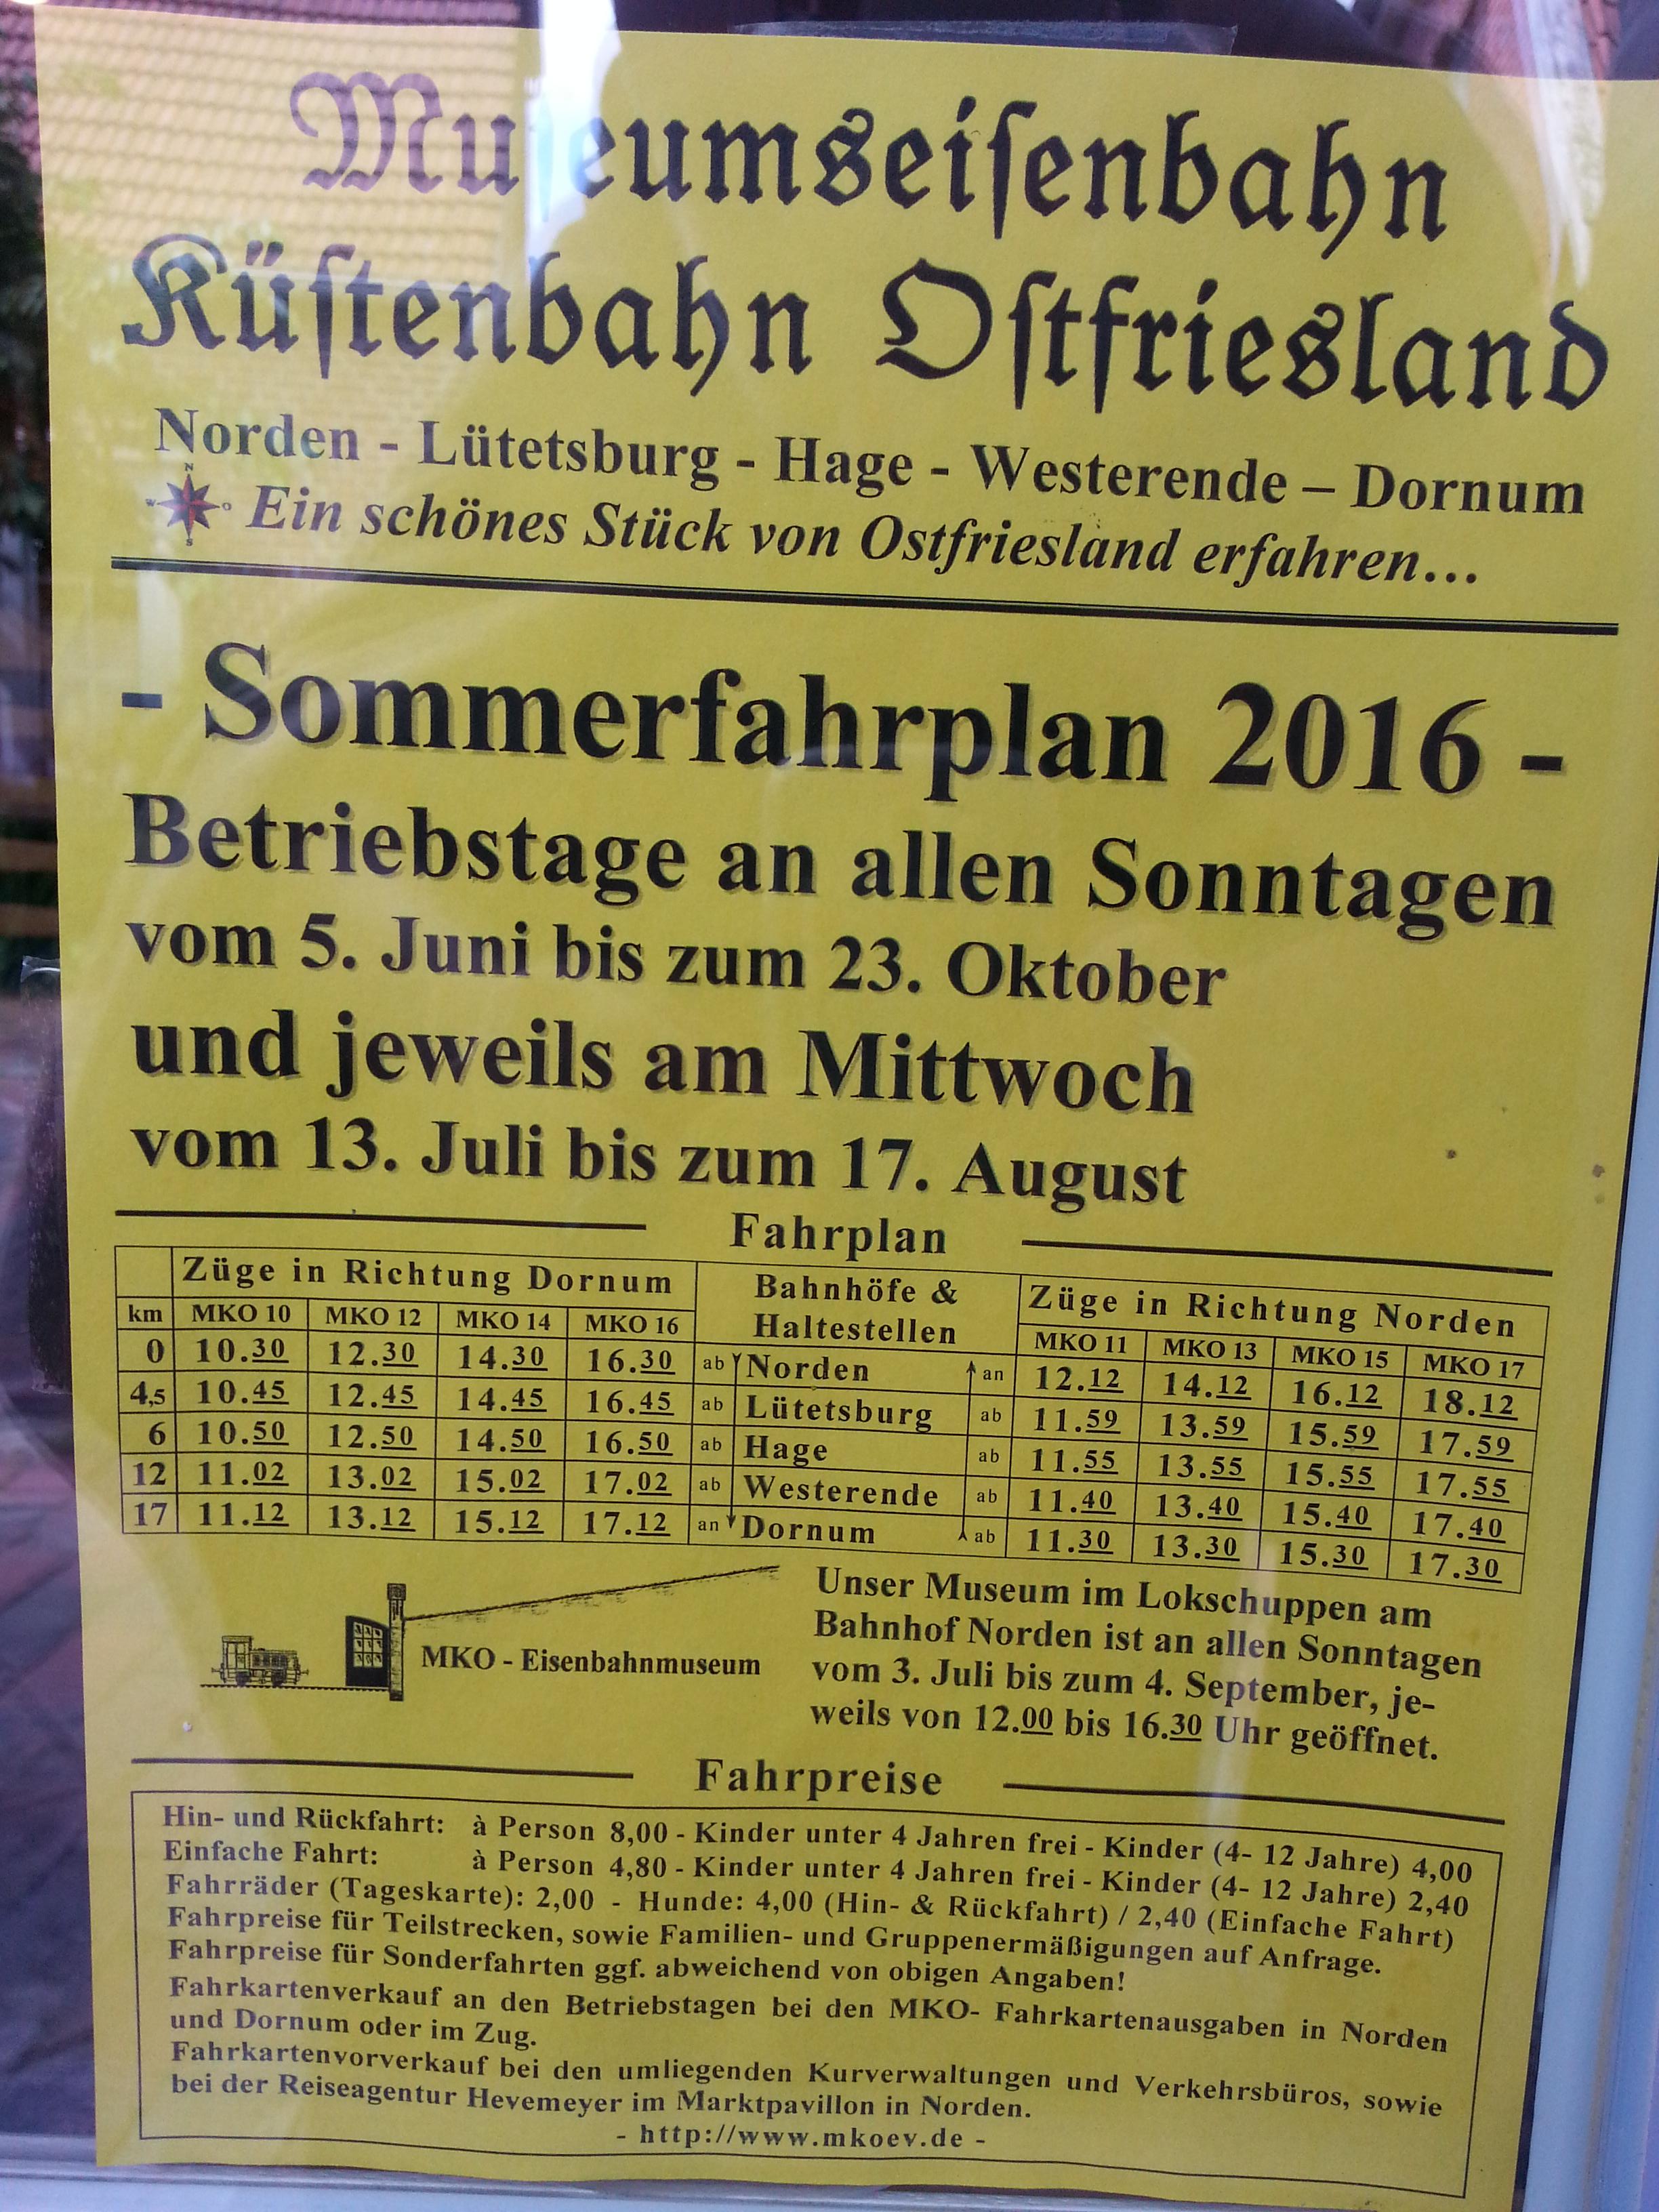 Museumseisenbahn
Küstenbahn Ostfriesland
Norden - Lütetsburg - Hage - Westerende – Dornum
N
W O
S
Ein schönes Stück von Ostfriesland erfahren...
- Sommerfahrplan 2016 -
Betriebstage an allen Sonntagen
vom 5. Juni bis zum 23. Oktober
und jeweils am Mittwoch
vom 13. Juli bis zum 17. August
Fahrplan
Züge in Richtung Dornum Bahnhöfe & Haltestellen Züge in Richtung Norden
km MKO 10 MKO 12 MKO 14 MKO 16 MKO 11 MKO 13 MKO 15 MKO 17
0 10.30 12.30 14.30 16.30 ab Norden an 12.12 14.12 16.12 18.12
4,5 10.45 12.45 14.45 16.45 ab Lütetsburg ab 11.59 13.59 15.59 17.59
6 10.50 12.50 14.50 16.50 ab Hage ab 11.55 13.55 15.55 17.55
12 11.02 13.02 15.02 17.02 ab Westerende ab 11.40 13.40 15.40 17.40
17 11.12 13.12 15.12 17.12 an Dornum ab 11.30 13.30 15.30 17.30
MKO - Eisenbahnmuseum
Unser Museum im Lokschuppen am
Bahnhof Norden ist an allen Sonntagen
vom 3. Juli bis zum 4. September, je-
weils von 12.00 bis 16.30 Uhr geöffnet.
Fahrpreise
Hin- und Rückfahrt: à Person 8,00 - Kinder unter 4 Jahren frei - Kinder (4- 12 Jahre) 4,00
Einfache Fahrt: à Person 4,80 - Kinder unter 4 Jahren frei - Kinder (4- 12 Jahre) 2,40
Fahrräder (Tageskarte): 2,00 - Hunde: 4,00 (Hin- & Rückfahrt) / 2,40 (Einfache Fahrt)
Fahrpreise für Teilstrecken, sowie Familien- und Gruppenermäßigungen auf Anfrage.
Fahrpreise für Sonderfahrten ggf. abweichend von obigen Angaben!
Fahrkartenverkauf an den Betriebstagen bei den MKO- Fahrkartenausgaben in Norden
und Dornum oder im Zug.
Fahrkartenvorverkauf bei den umliegenden Kurverwaltungen und Verkehrsbüros, sowie
bei der Reiseagentur Hevemeyer im Marktpavillon in Norden.
- http://www.mkoev.de -